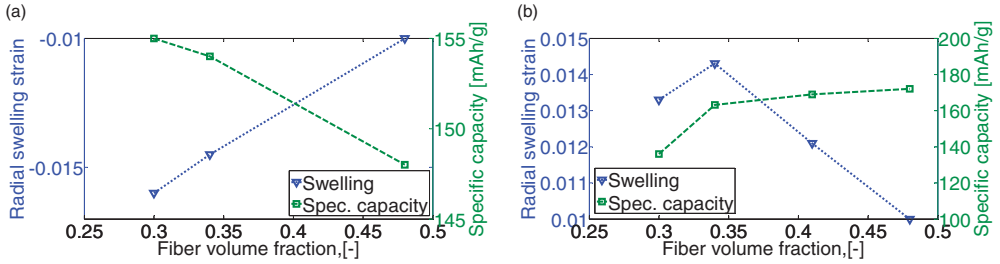 (a)
Radial swelling strain
-0.01
-0.015
0.25
0.3
0.35
0.4
0.45
0.5
Fiber volume fraction,[-]
155
150
145
Specific capacity [mAh/g]
Swelling
Spec. capacity
(b)
Radial swelling strain
0.015
0.014
0.013
0.012
0.011
0.01
0.25
0.3
0.35
0.4
0.45
0.5
Fiber volume fraction,[-]
200
180
160
140
120
100
Specific capacity [mAh/g]
Swelling
Spec. capacity